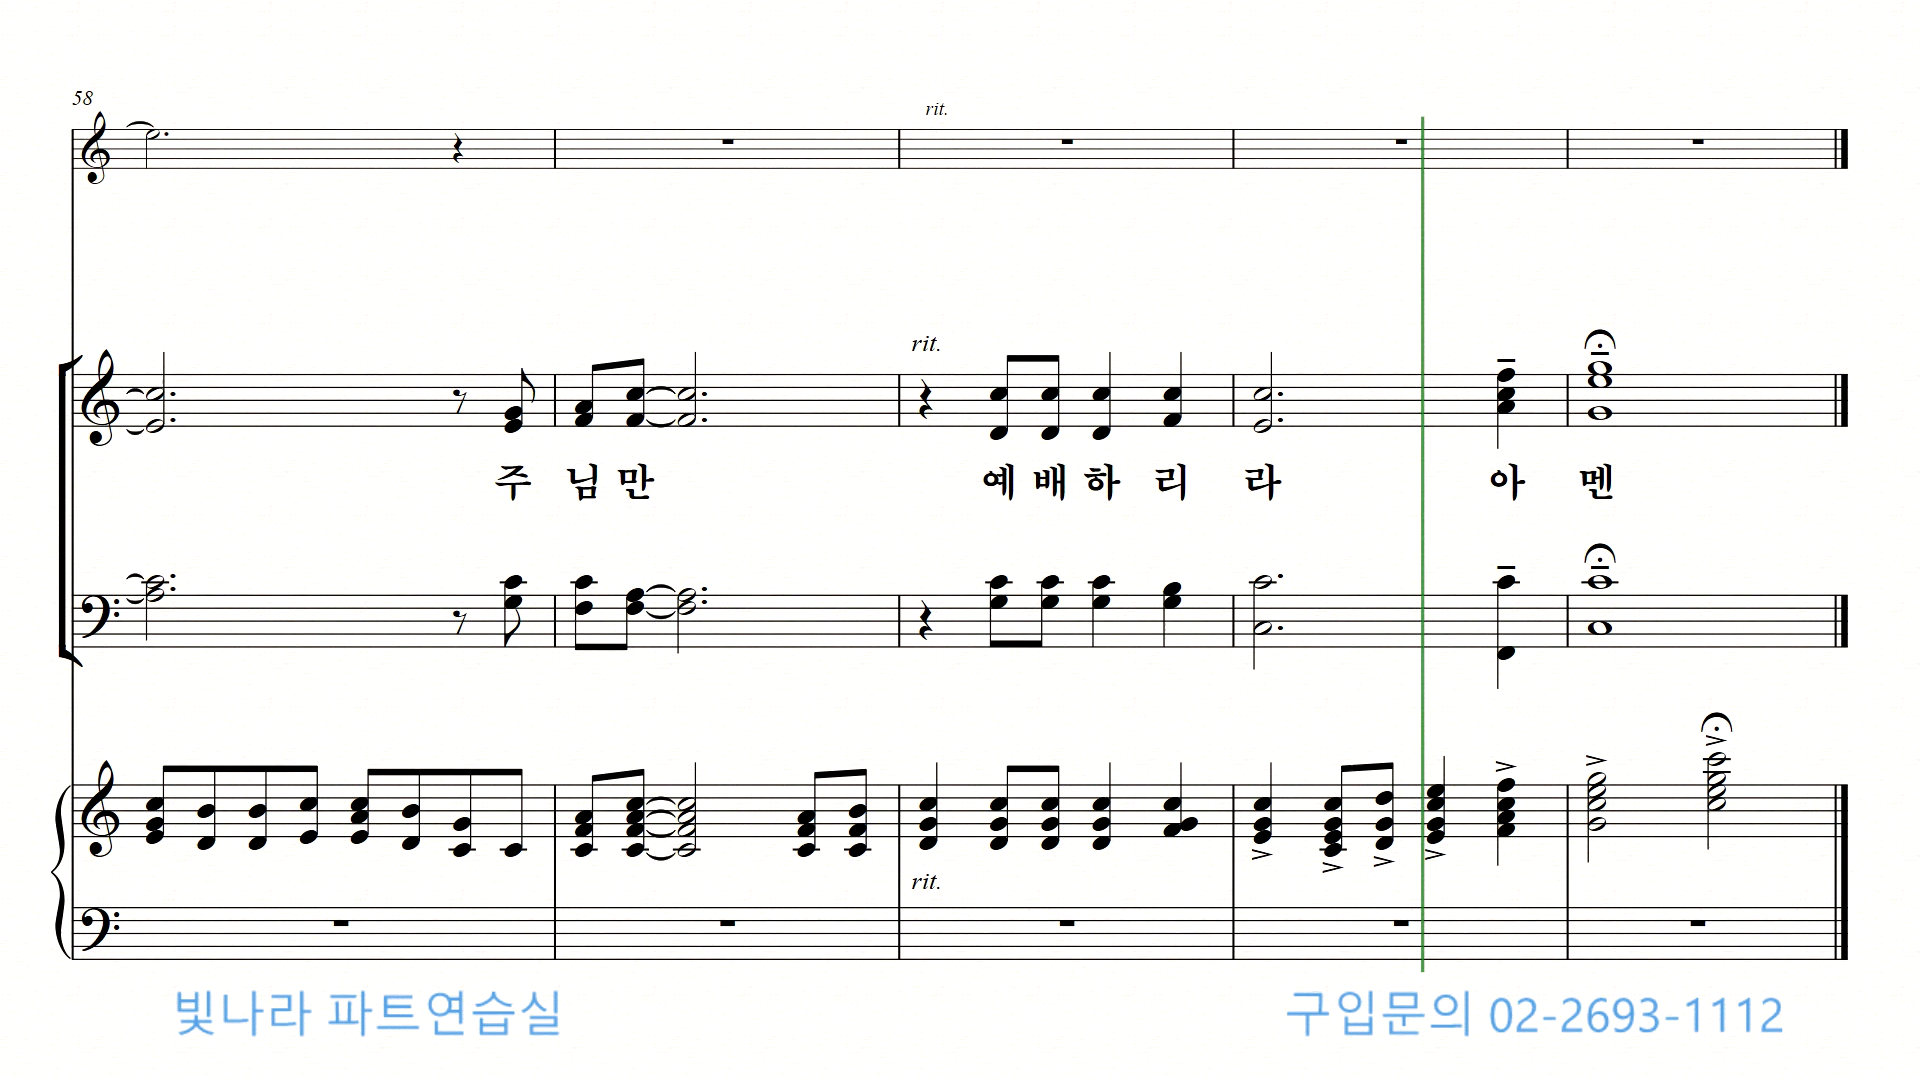 58
rit.
rit.
주 님 만 예 배 하 리 라 아 멘
rit.
빛나라 파트연습실
구입문의 02-2693-1112